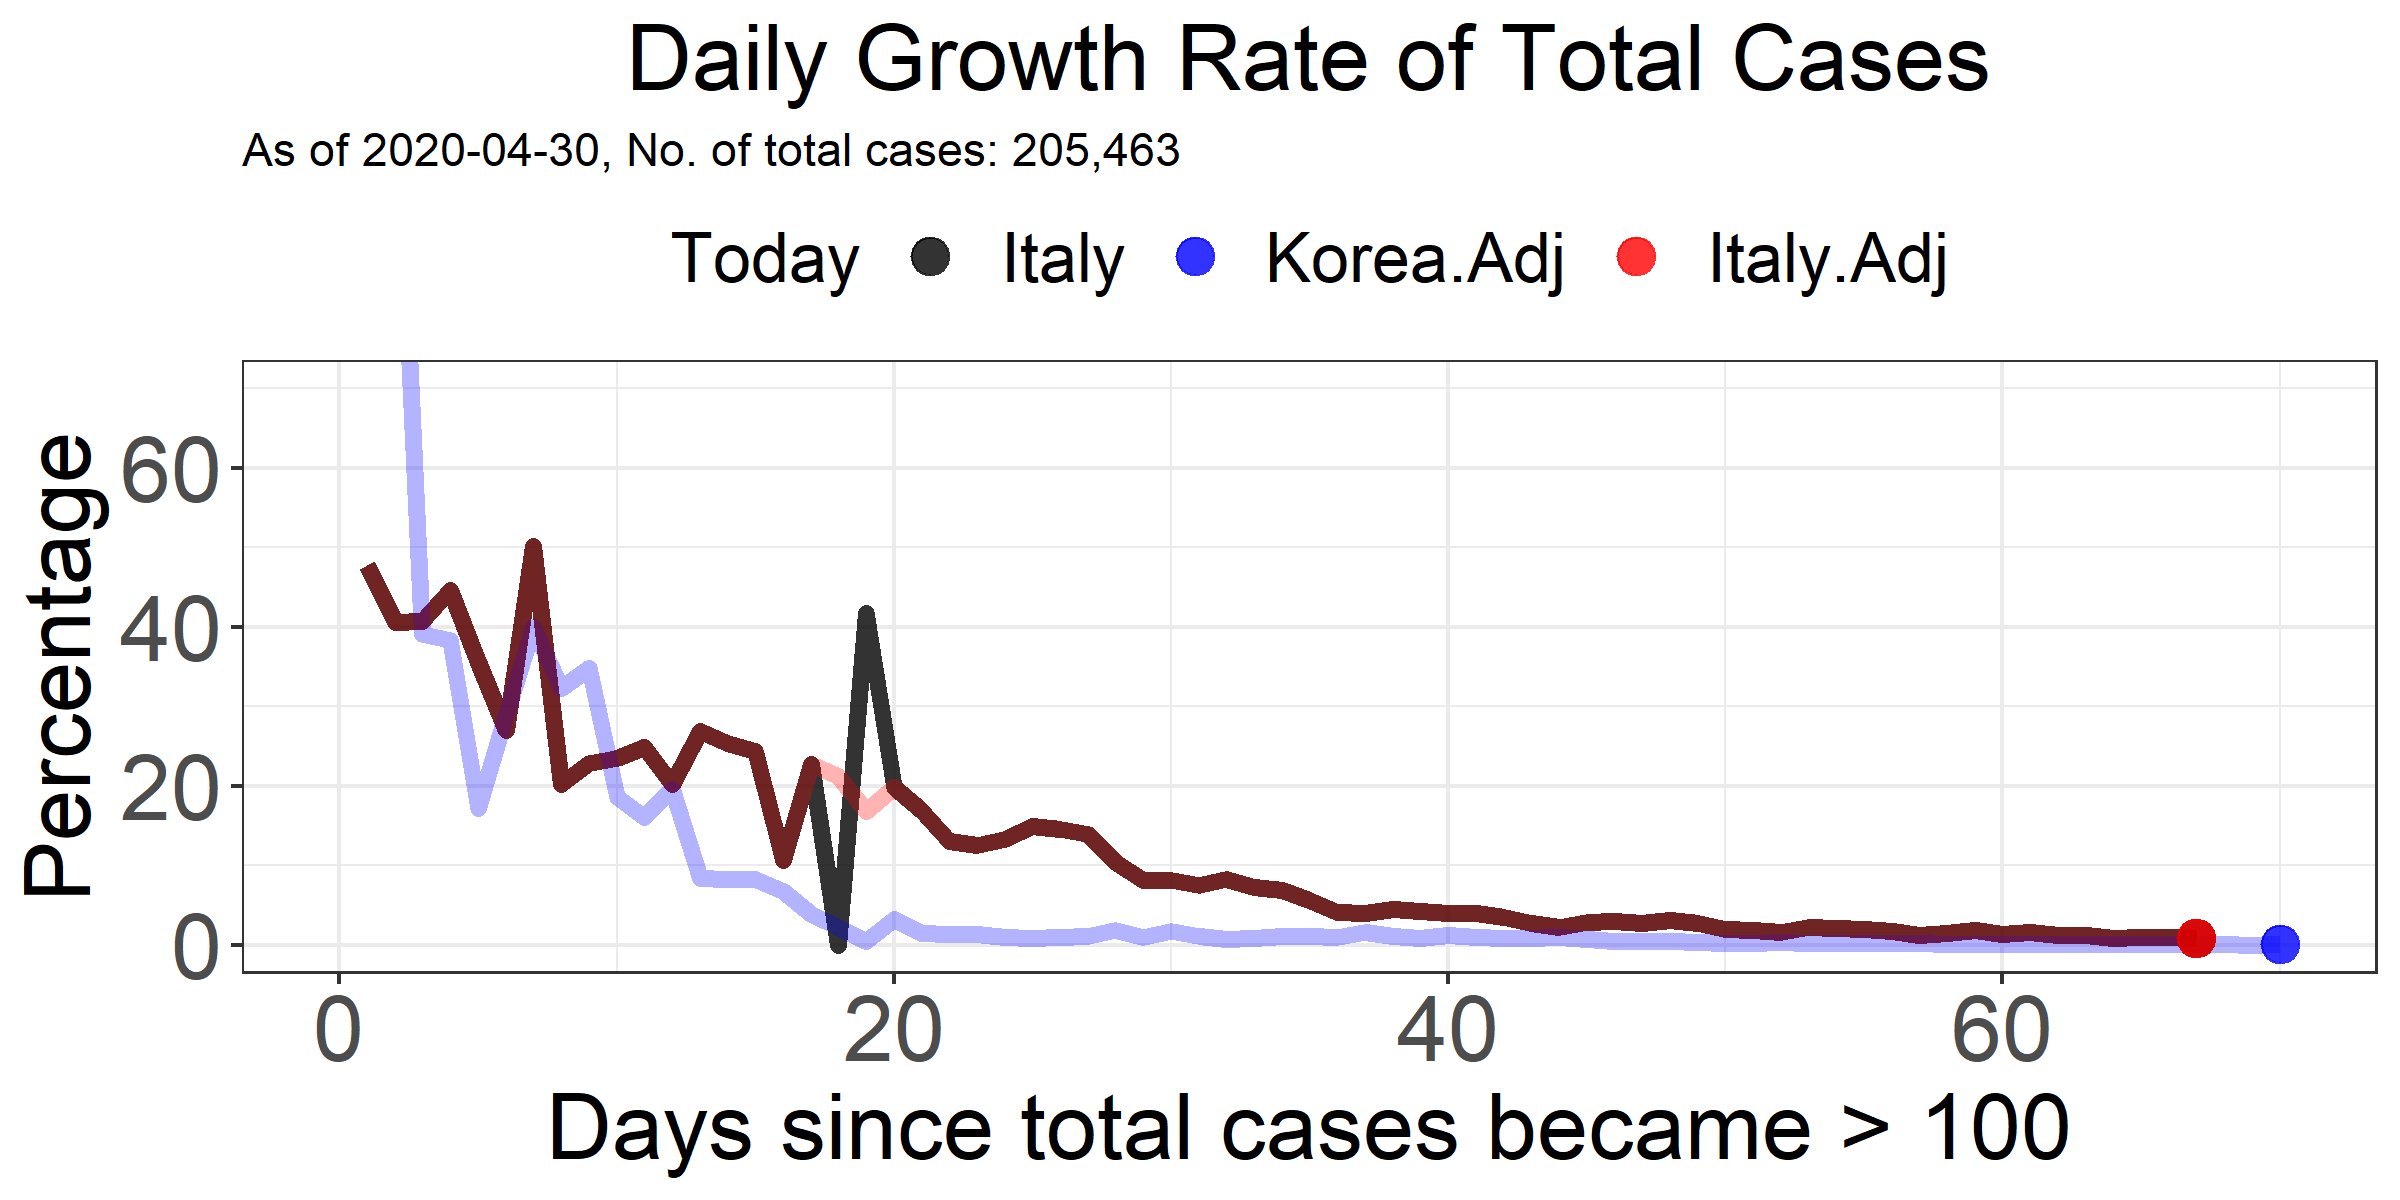 Daily Growth Rate of Total Cases
As of 2020-04-30, No. of total cases: 205,463
Today Italy Korea.Adj Italy.Adj
Percentage
60
40
20
0
0 20 40 60
Days since total cases became > 100